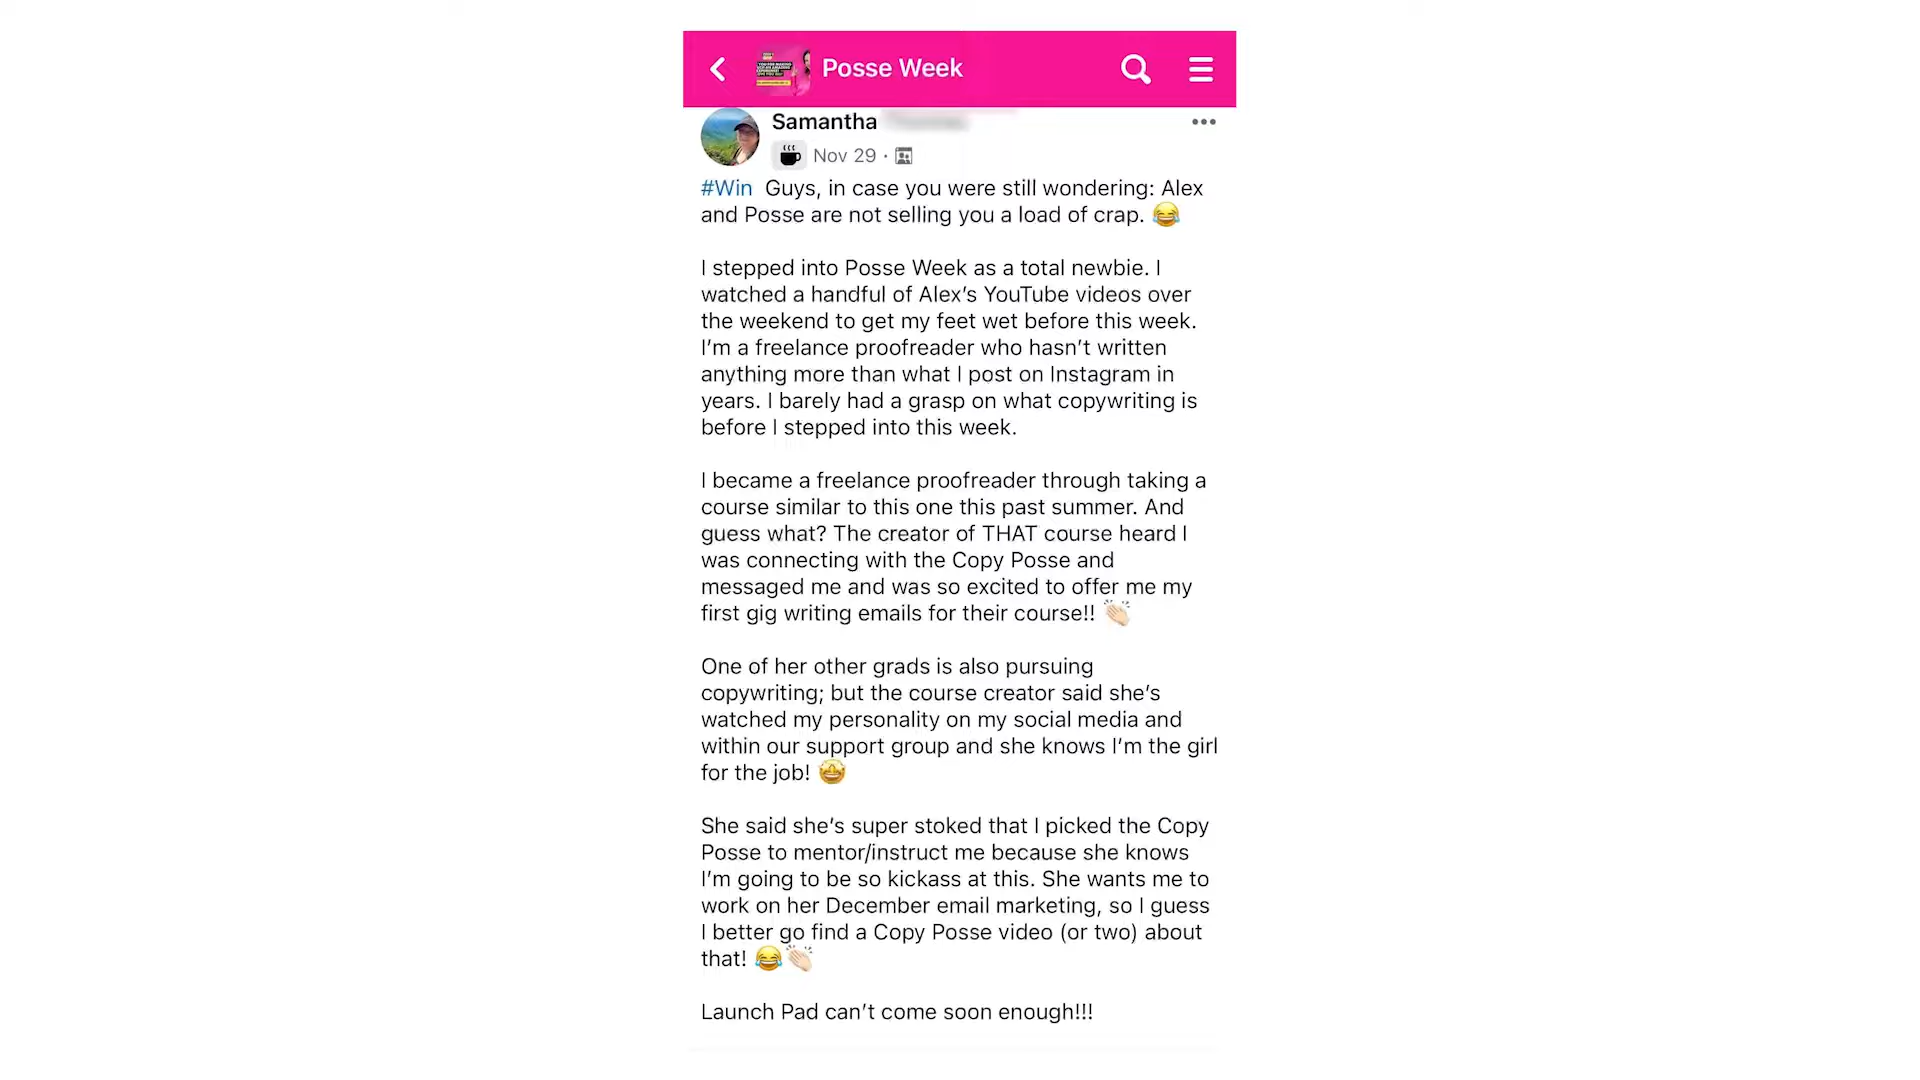 Posse Week
Samantha
Nov 29 ·
#Win Guys, in case you were still wondering: Alex
and Posse are not selling you a load of crap. 😂
I stepped into Posse Week as a total newbie. I
watched a handful of Alex’s YouTube videos over
the weekend to get my feet wet before this week.
I’m a freelance proofreader who hasn’t written
anything more than what I post on Instagram in
years. I barely had a grasp on what copywriting is
before I stepped into this week.
I became a freelance proofreader through taking a
course similar to this one this past summer. And
guess what? The creator of THAT course heard I
was connecting with the Copy Posse and
messaged me and was so excited to offer me my
first gig writing emails for their course!! 👏🏻
One of her other grads is also pursuing
copywriting; but the course creator said she’s
watched my personality on my social media and
within our support group and she knows I’m the girl
for the job! 🤩
She said she’s super stoked that I picked the Copy
Posse to mentor/instruct me because she knows
I’m going to be so kickass at this. She wants me to
work on her December email marketing, so I guess
I better go find a Copy Posse video (or two) about
that! 😂👏🏻
Launch Pad can’t come soon enough!!!